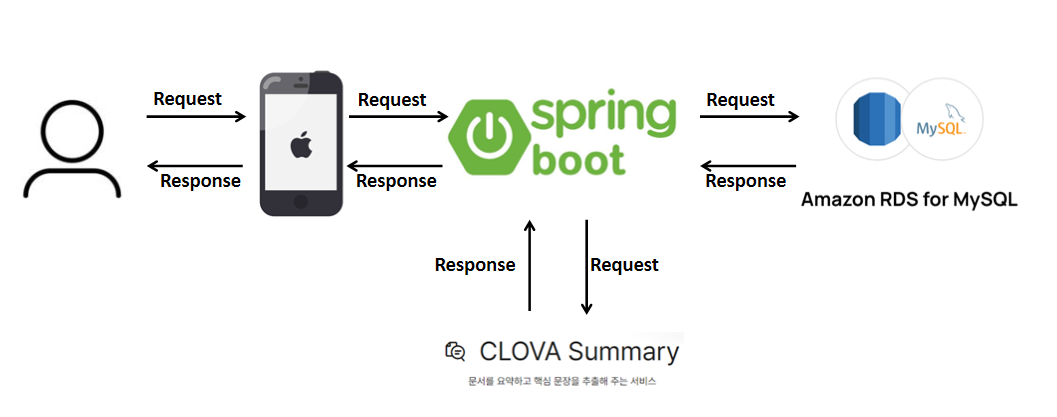 Request
Request
Request
spring
boot
MySQL
Response
Response
Response
Amazon RDS for MySQL
Response
Request
CLOVA Summary
문서를 요약하고 핵심 문장을 추출해 주는 서비스